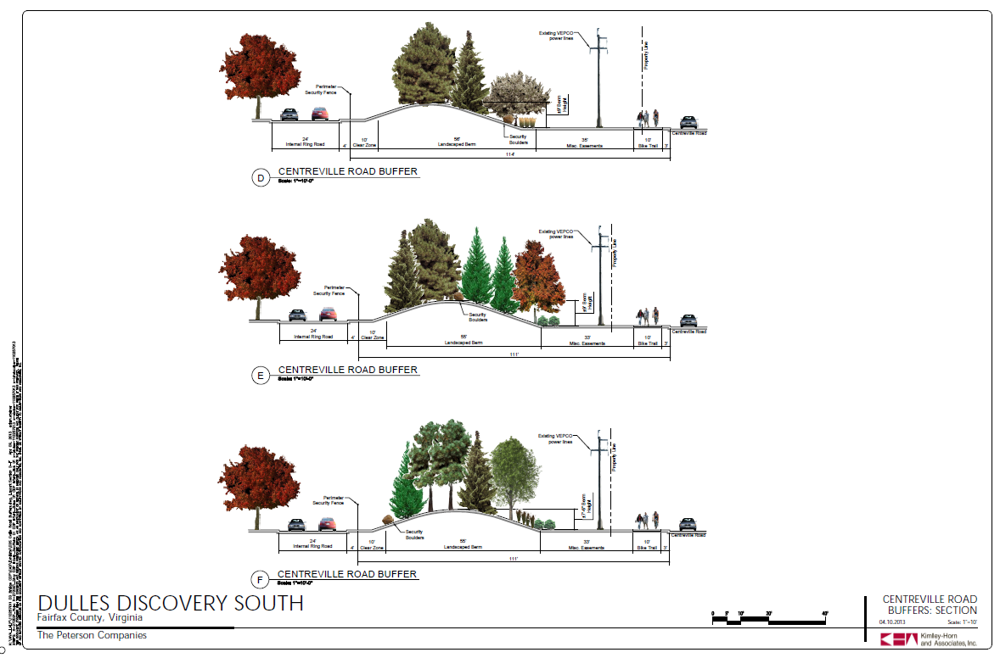 Existing VEPCO
power lines
Property Line
Perimeter
Security Fence
±9' Berm
Height
Centreville Road
24'
Internal Ring Road
4'
10'
Clear Zone
56'
Landscaped Berm
Security
Boulders
35'
Misc. Easements
10'
Bike Trail
3'
114'
D
CENTREVILLE ROAD BUFFER
Scale: 1"=10'-0"
Existing VEPCO
power lines
Property Line
Perimeter
Security Fence
Berm
Height
Security
Boulders
Centreville Road
24'
Internal Ring Road
4'
10'
Clear Zone
55'
Landscaped Berm
33'
Misc. Easements
10'
Bike Trail
3'
111'
E
CENTREVILLE ROAD BUFFER
Scale: 1"=10'-0"
Existing VEPCO
power lines
Property Line
Perimeter
Security Fence
±7'-6" Berm
Height
Security
Boulders
Centreville Road
24'
Internal Ring Road
4'
10'
Clear Zone
55'
Landscaped Berm
33'
Misc. Easements
10'
Bike Trail
3'
111'
F
CENTREVILLE ROAD BUFFER
Scale: 1"=10'-0"
DULLES DISCOVERY SOUTH
Fairfax County, Virginia
The Peterson Companies
0 5' 10' 20' 40'
CENTREVILLE ROAD
BUFFERS: SECTION
04.10.2013 Scale: 1"=10'
Kimley-Horn
and Associates, Inc.